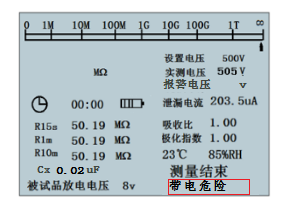 0 1M 10M 100M 1G 10G 100G 1T ∞
设置电压 500V
MΩ 实测电压 505 V
报警电压 V
00:00 泄漏电流 203.5uA
R15s 50.19 MΩ 吸收比 1.00
R1m 50.19 MΩ 极化指数 1.00
R10m 50.19 MΩ 23℃ 85%RH
Cx 0.02uF 测量结束
被试品放电电压 8v 带电危险